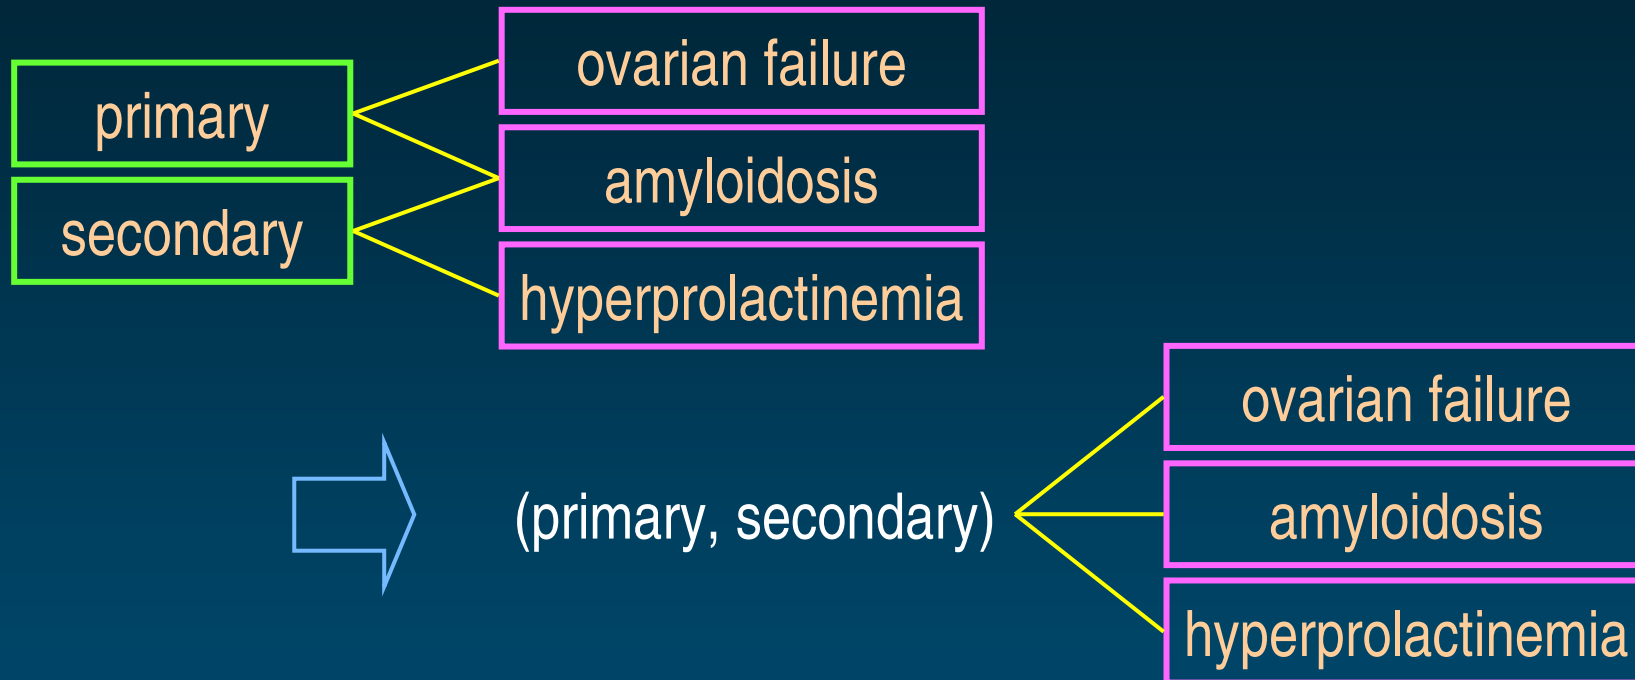 primary
secondary
ovarian failure
amyloidosis
hyperprolactinemia
(primary, secondary)
ovarian failure
amyloidosis
hyperprolactinemia